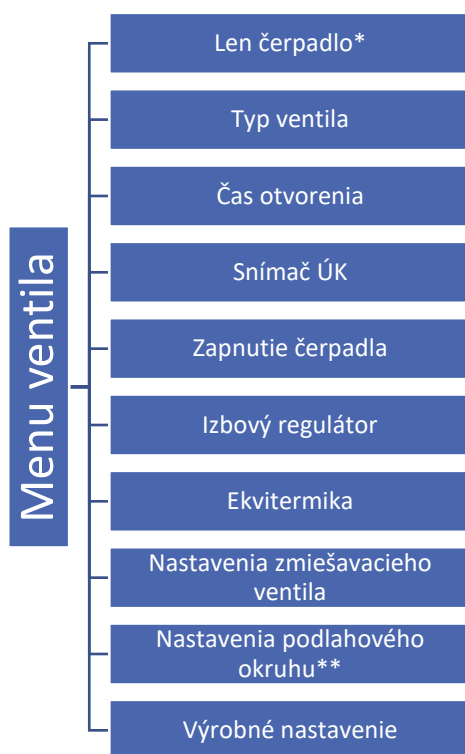 Menu ventila
Len čerpadlo*
Typ ventila
Čas otvorenia
Snímač ÚK
Zapnutie čerpadla
Izbový regulátor
Ekvitermika
Nastavenia zmiešavacieho
ventila
Nastavenia podlahového
okruhu**
Výrobné nastavenie